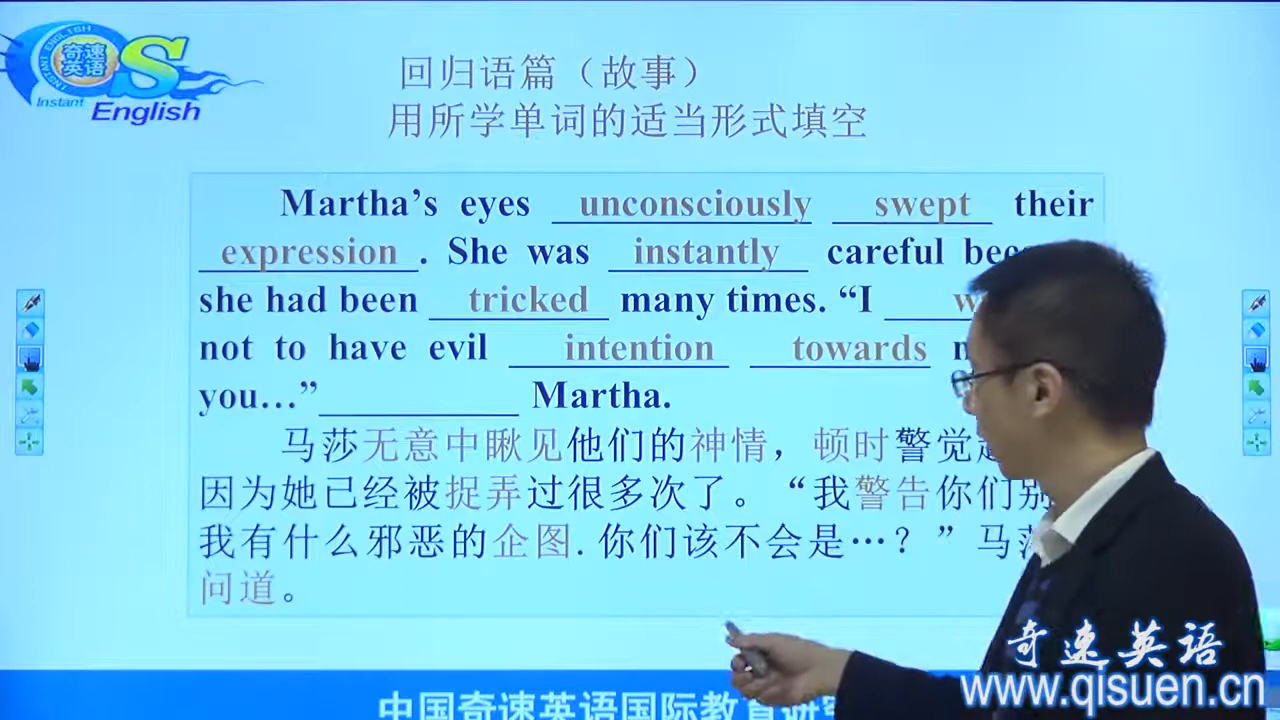 奇速英语
INSTANT ENGLISH
Instant
English
回归语篇（故事）
用所学单词的适当形式填空
Martha’s eyes unconsciously swept their
expression. She was instantly careful
she had been tricked many times. “I
not to have evil intention towards
you…” Martha.
马莎无意中瞅见他们的神情，顿时警觉
因为她已经被捉弄过很多次了。“我警告你们别
我有什么邪恶的企图.你们该不会是…？”马莎
问道。
奇速英语
www.qisuen.cn
中国奇速英语国际教育研究